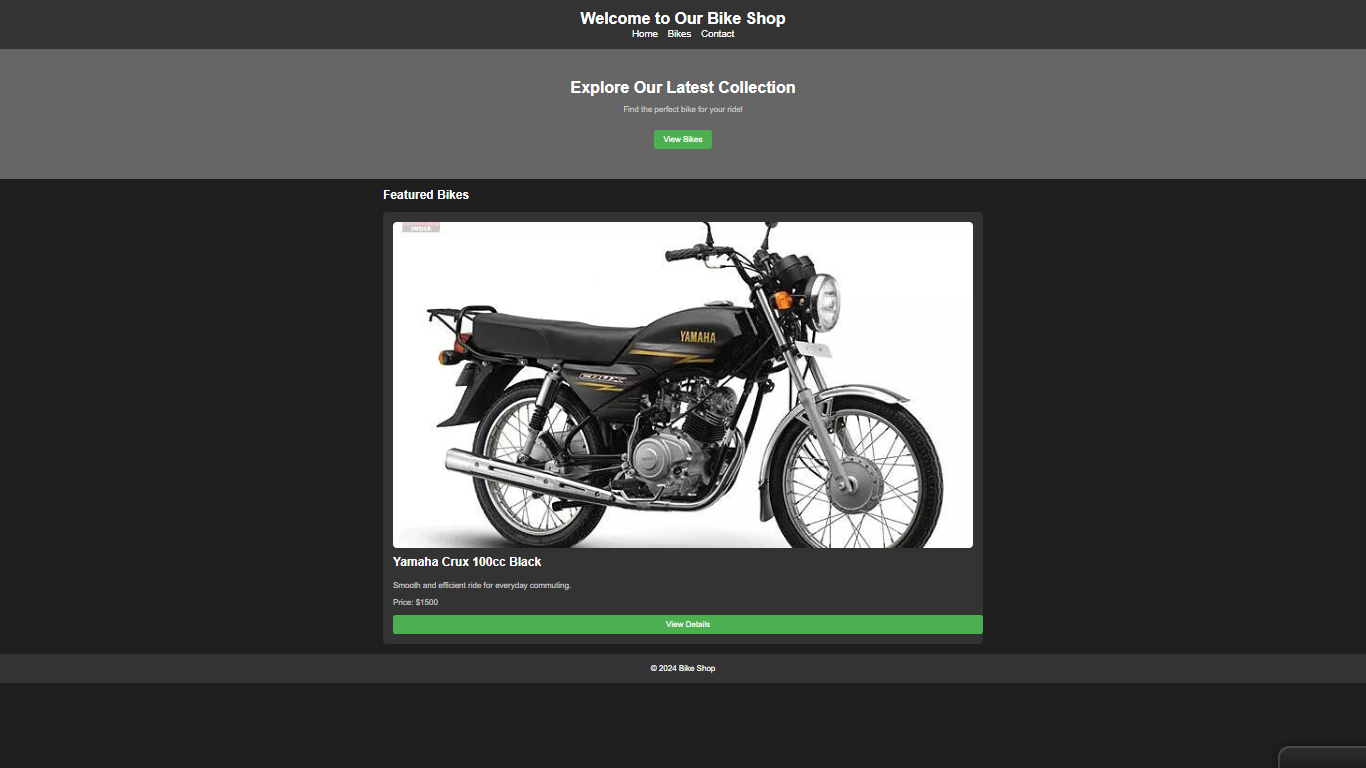 Welcome to Our Bike Shop
Home Bikes Contact
Explore Our Latest Collection
Find the perfect bike for your ride!
View Bikes
Featured Bikes
INDIA
YAMAHA
CRUX
Yamaha Crux 100cc Black
Smooth and efficient ride for everyday commuting.
Price: $1500
View Details
© 2024 Bike Shop